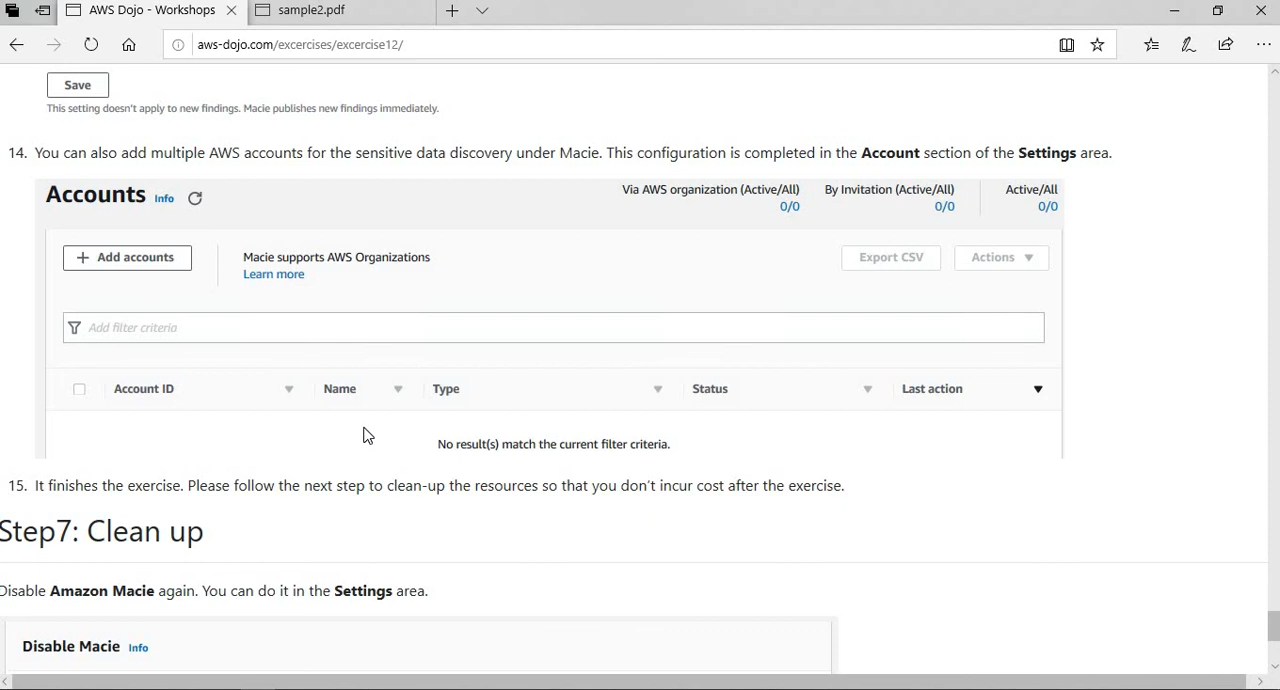 AWS Dojo - Workshops
sample2.pdf
aws-dojo.com/excercises/excercise12/
Save
This setting doesn't apply to new findings. Macie publishes new findings immediately.
14. You can also add multiple AWS accounts for the sensitive data discovery under Macie. This configuration is completed in the Account section of the Settings area.
Accounts Info
Via AWS organization (Active/All) By Invitation (Active/All) Active/All
0/0 0/0 0/0
+ Add accounts
Macie supports AWS Organizations
Learn more
Export CSV Actions
Add filter criteria
Account ID Name Type Status Last action
No result(s) match the current filter criteria.
15. It finishes the exercise. Please follow the next step to clean-up the resources so that you don't incur cost after the exercise.
Step7: Clean up
Disable Amazon Macie again. You can do it in the Settings area.
Disable Macie Info